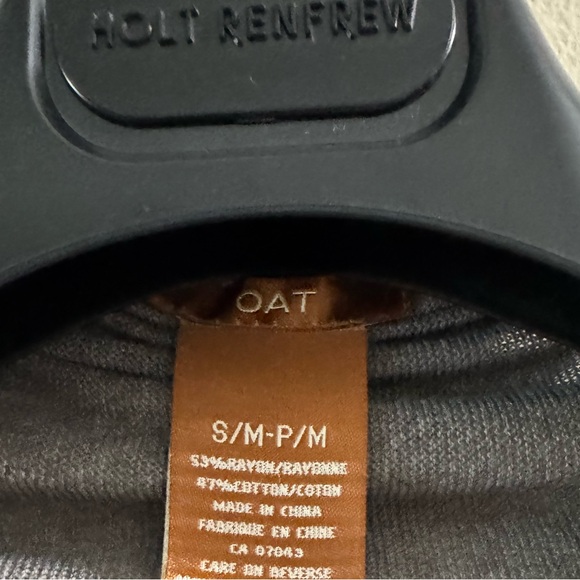 HOLT RENFREW
OAT
S/M-P/M
53%RAYON/RAYONNE
47%COTTON/COTON
MADE IN CHINA
FABRIQUE EN CHINE
CA 07043
CARE ON REVERSE